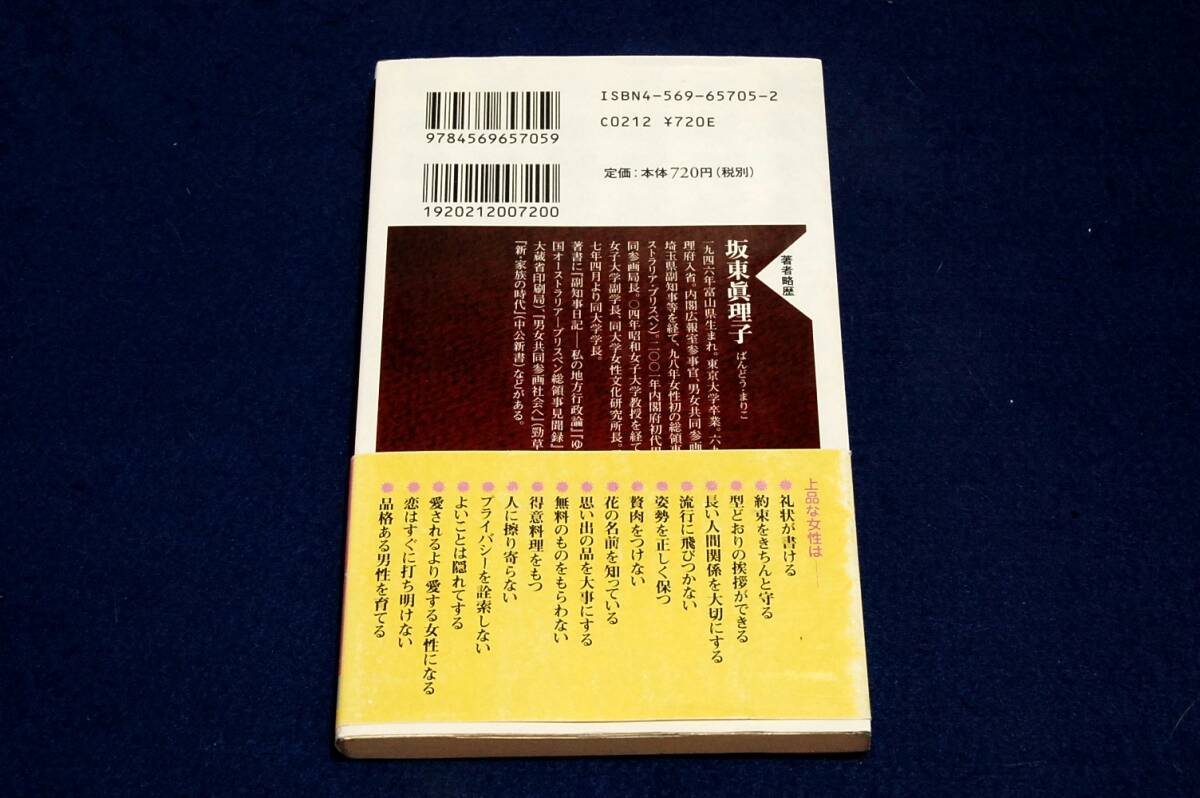 ISBN4-569-65705-2
C0212 ¥720E
9784569657059
定価：本体720円（税別）
1920212007200
著者略歴
坂東眞理子 ばんどう・まりこ
一九四六年富山県生まれ。東京大学卒業。六十
理府入省。内閣広報室参事官、男女共同参画
埼玉県副知事等を経て、九八年女性初の総領事
ストラリア・ブリスベン）、二〇〇一年内閣府初代男
同参画局長。〇四年昭和女子大学教授を経て
女子大学副学長、同大学女性文化研究所長。
七年四月より同大学学長。
著書に『副知事日記――私の地方行政論』『ゆ
国オーストラリア――ブリスベン総領事見聞録』
大蔵省印刷局）、『男女共同参画社会へ』（勁草
『新・家族の時代』（中公新書）などがある。
上品な女性は――
礼状が書ける
約束をきちんと守る
型どおりの挨拶ができる
長い人間関係を大切にする
流行に飛びつかない
姿勢を正しく保つ
贅肉をつけない
花の名前を知っている
思い出の品を大事にする
無料のものをもらわない
得意料理をもつ
人に擦り寄らない
プライバシーを詮索しない
よいことは隠れてする
愛されるより愛する女性になる
恋はすぐに打ち明けない
品格ある男性を育てる